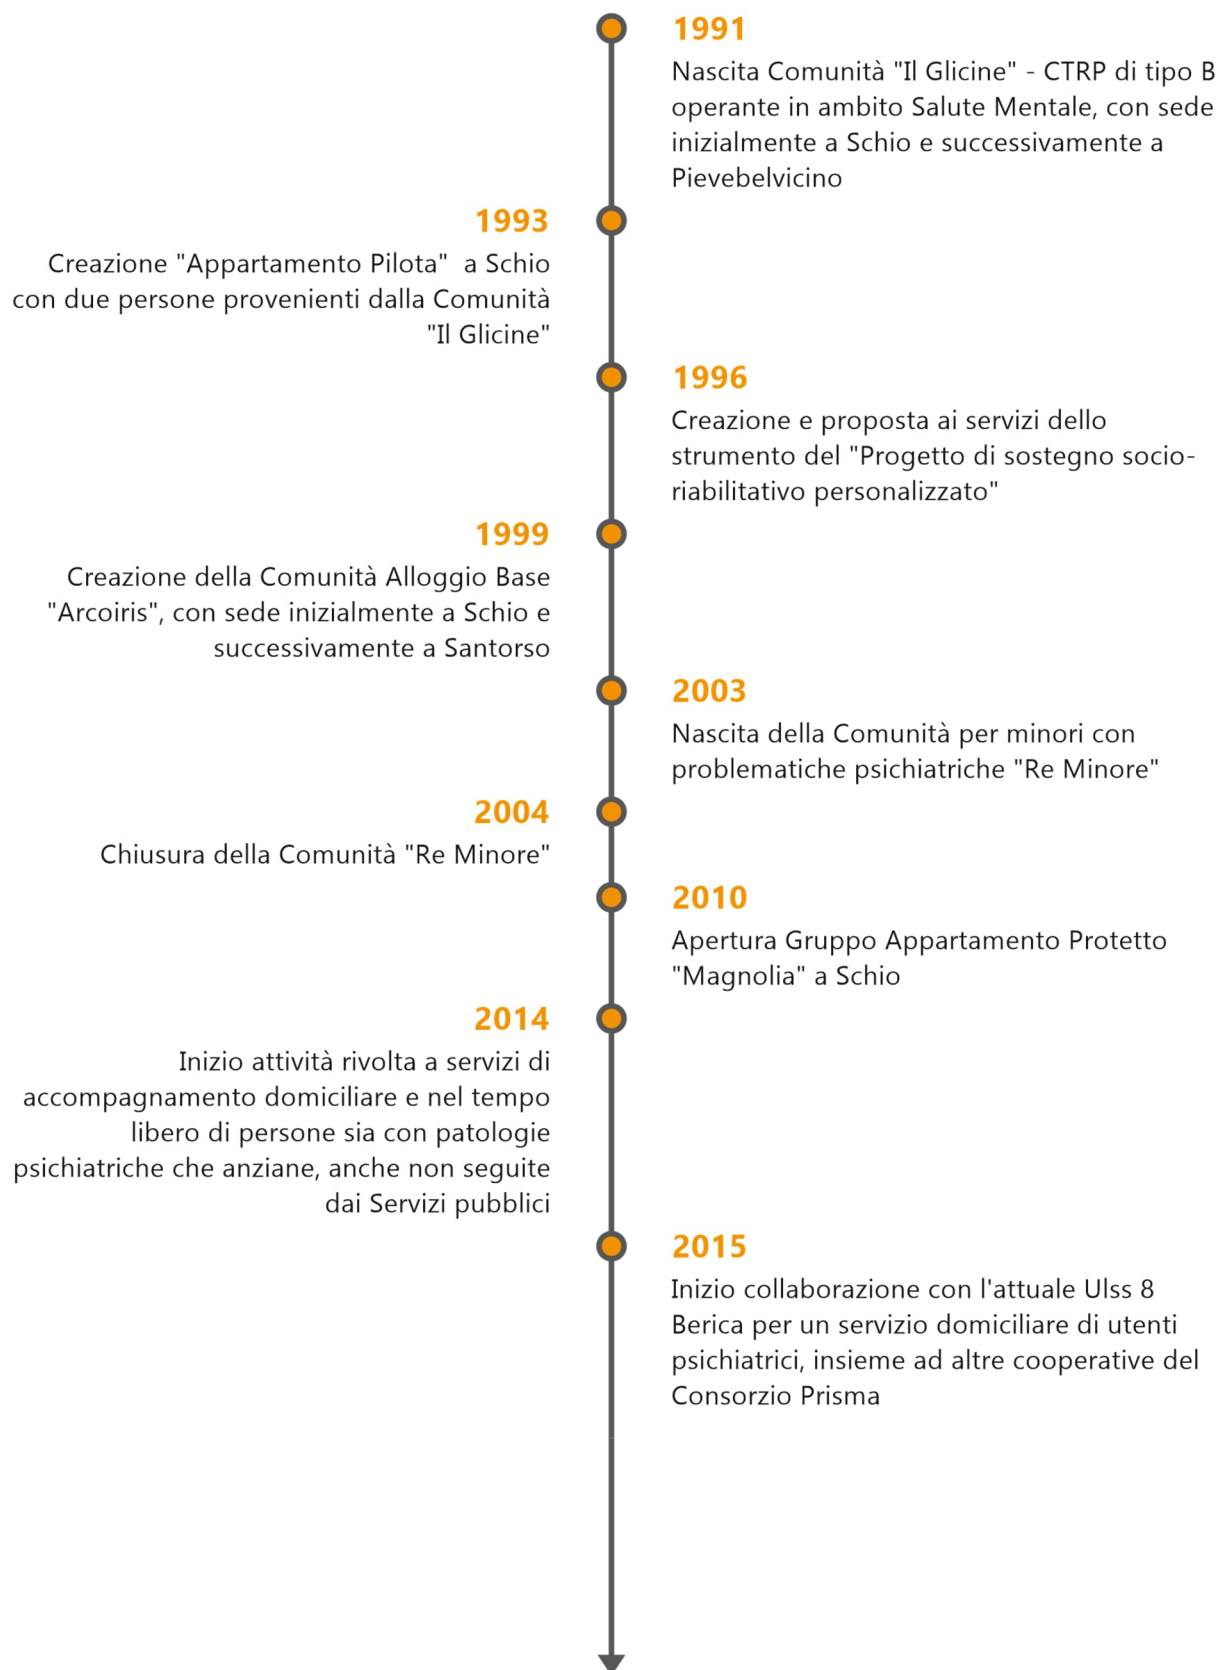 1991
Nascita Comunità "Il Glicine" - CTRP di tipo B
operante in ambito Salute Mentale, con sede
inizialmente a Schio e successivamente a
Pievebelvicino
1993
Creazione "Appartamento Pilota"  a Schio
con due persone provenienti dalla Comunità
"Il Glicine"
1996
Creazione e proposta ai servizi dello
strumento del "Progetto di sostegno socio-
riabilitativo personalizzato"
1999
Creazione della Comunità Alloggio Base
"Arcoiris", con sede inizialmente a Schio e
successivamente a Santorso
2003
Nascita della Comunità per minori con
problematiche psichiatriche "Re Minore"
2004
Chiusura della Comunità "Re Minore"
2010
Apertura Gruppo Appartamento Protetto
"Magnolia" a Schio
2014
Inizio attività rivolta a servizi di
accompagnamento domiciliare e nel tempo
libero di persone sia con patologie
psichiatriche che anziane, anche non seguite
dai Servizi pubblici
2015
Inizio collaborazione con l'attuale Ulss 8
Berica per un servizio domiciliare di utenti
psichiatrici, insieme ad altre cooperative del
Consorzio Prisma